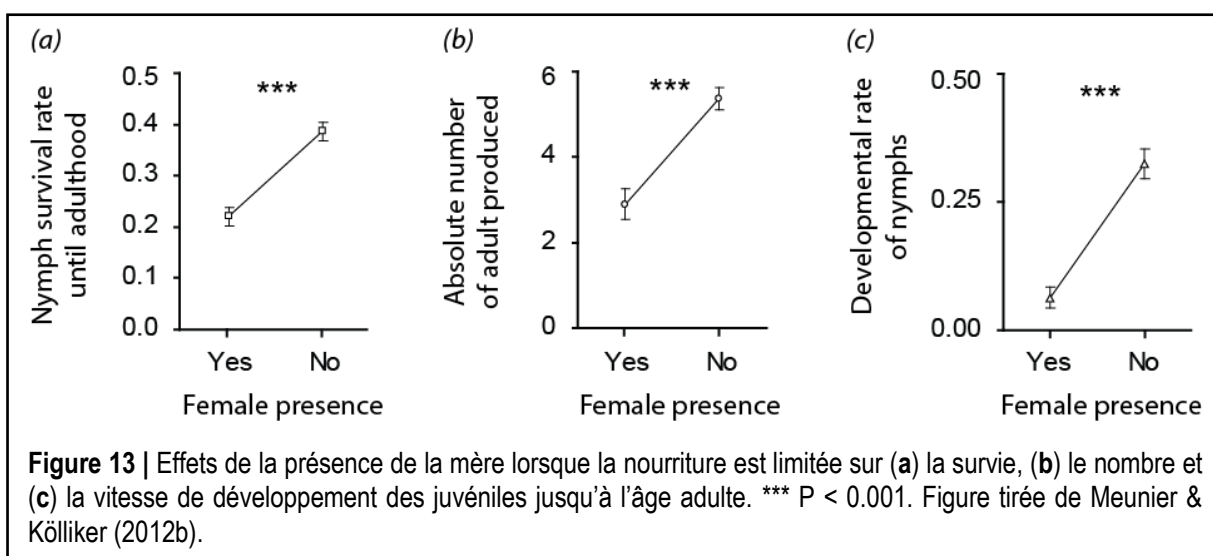 (a)
0.5
0.4
0.3
0.2
0.1
0.0
Nymph survival rate
until adulthood
***
Yes No
Female presence
(b)
6
4
2
0
Absolute number
of adult produced
***
Yes No
Female presence
(c)
0.50
0.25
0.00
Developmental rate
of nymphs
***
Yes No
Female presence
Figure 13 | Effets de la présence de la mère lorsque la nourriture est limitée sur (a) la survie, (b) le nombre et
(c) la vitesse de développement des juvéniles jusqu’à l’âge adulte. *** P < 0.001. Figure tirée de Meunier &
Kölliker (2012b).